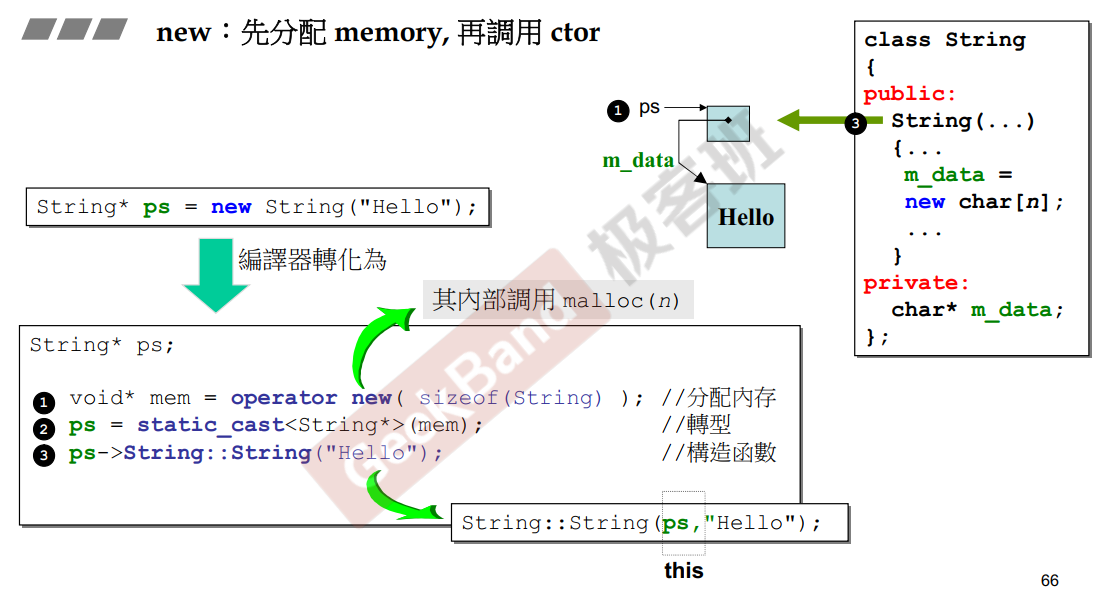 new：先分配 memory, 再調用 ctor
class String
{
public:
String(...)
{...
m_data =
new char[n];
...
}
private:
char* m_data;
};
1 ps
3
m_data
Hello
String* ps = new String("Hello");
編譯器轉化為
其內部調用 malloc(n)
String* ps;
1 void* mem = operator new( sizeof(String) ); //分配內存
2 ps = static_cast<String*>(mem); //轉型
3 ps->String::String("Hello"); //構造函數
String::String(ps,"Hello");
this
GeekBand 极客班
66